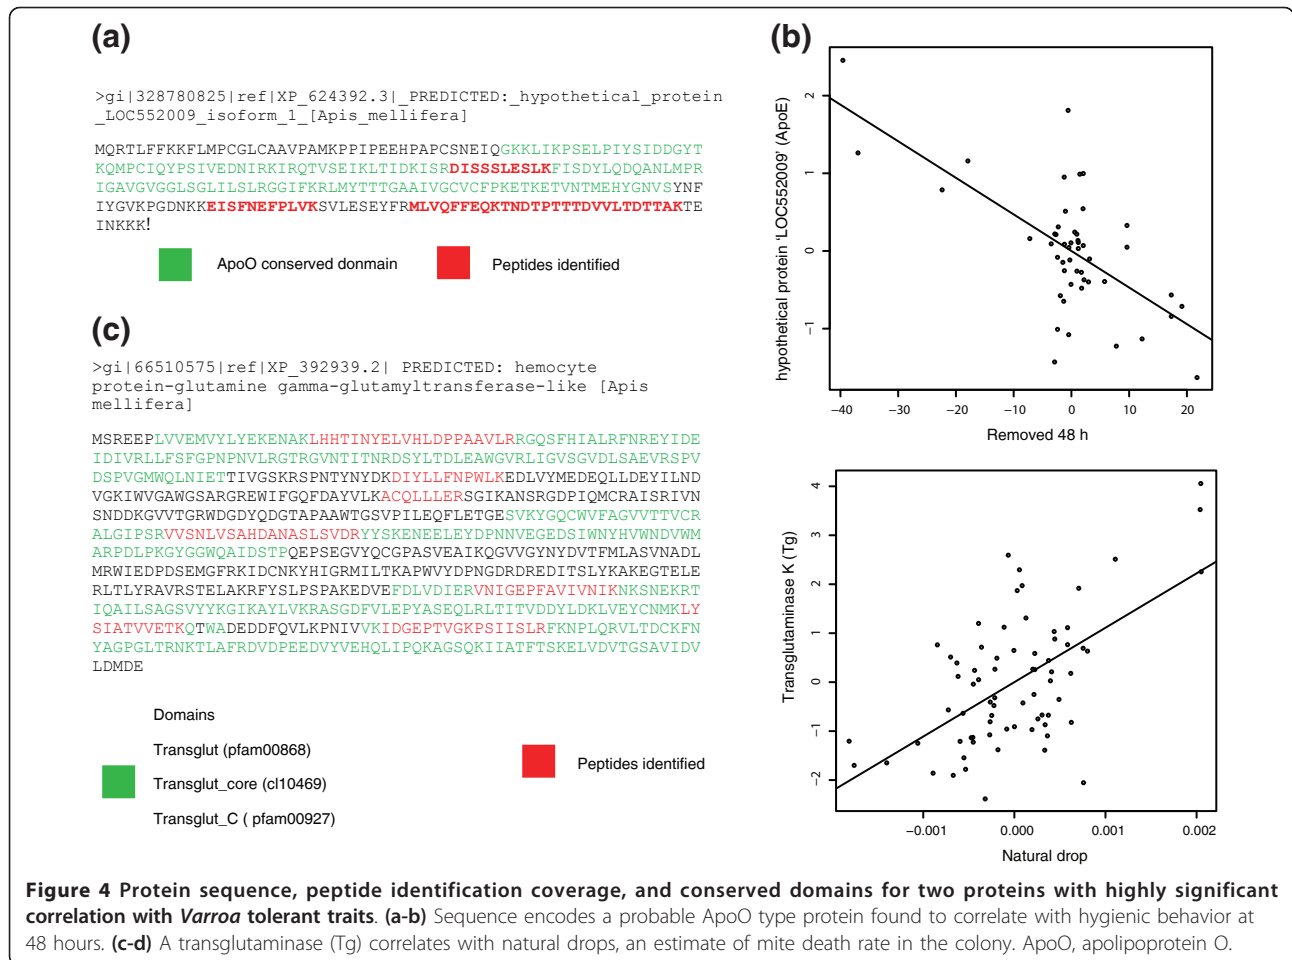 (a)
>gi|328780825|ref|XP_624392.3|_PREDICTED:_hypothetical_protein
_LOC552009_isoform_1_[Apis_mellifera]
MQRTLFFKKFLMPCGLCAAVPAMKPPIPEEHPAPCSNEIQGKKLIKPSELPIYSIDDGYT
KQMPCIQYPSIVEDNIRKIRQTVSEIKLTIDKISRDISSSLESLKFISDYLQDQANLMPR
IGAVGVGGLSGLILSLRGGIFKRLMYTTTGAAIVGCVCFPKETKETVNTMEHYGNVSYNF
IYGVKPGDNKKEISFNEFPLVKSVLESEYFRMLVQFFEQKTNDTPTTTDVVLTDTTAKTE
INKKK!
ApoO conserved donmain
Peptides identified
(b)
hypothetical protein 'LOC552009' (ApoE)
2
1
0
−1
−40 −30 −20 −10 0 10 20
Removed 48 h
(c)
>gi|66510575|ref|XP_392939.2| PREDICTED: hemocyte
protein-glutamine gamma-glutamyltransferase-like [Apis
mellifera]
MSREEPLVVEMVYLYEKENAKLHHTINYELVHLDPPAAVLRRGQSFHIALRFNREYIDE
IDIVRLLFSFGPNPNVLRGTRGVNTITNRDSYLTDLEAWGVRLIGVSGVDLSAEVRSPV
DSPVGMWQLNIETTIVGSKRSPNTYNYDKDIYLLFNPWLKEDLVYMEDEQLLDEYILND
VGKIWVGAWGSARGREWIFGQFDAYVLKACQLLLERSGIKANSRGDPIQMCRAISRIVN
SNDDKGVVTGRWDGDYQDGTAPAAWTGSVPILEQFLETGESVKYGQCWVFAGVVTTVCR
ALGIPSRVVSNLVSAHDANASLSVDRYYSKENEELEYDPNNVEGEDSIWNYHVWNDVWM
ARPDLPKGYGGWQAIDSTPQEPSEGVYQCGPASVEAIKQGVVGYNYDVTFMLASVNADL
MRWIEDPDSEMGFRKIDCNKYHIGRMILTKAPWVYDPNGDRDREDITSLYKAKEGTELE
RLTLYRAVRSTELAKRFYSLPSPAKEDVEFDLVDIERVNIGEPFAVIVNIKNKSNEKRT
IQAILSAGSVYYKGIKAYLVKRASGDFVLEPYASEQLRLTITVDDYLDKLVEYCNMKLY
SIATVVETKQTWADEDDFQVLKPNIVVKIDGEPTVGKPSIISLRFKNPLQRVLTDCKFN
YAGPGLTRNKTLAFRDVDPEEDVYVEHQLIPQKAGSQKIIATFTSKELVDVTGSAVIDV
LDMDE
Domains
Transglut (pfam00868)
Transglut_core (cl10469)
Transglut_C ( pfam00927)
Peptides identified
Transglutaminase K (Tg)
4
3
2
1
0
−1
−2
−0.001 0.000 0.001 0.002
Natural drop
Figure 4 Protein sequence, peptide identification coverage, and conserved domains for two proteins with highly significant
correlation with Varroa tolerant traits. (a-b) Sequence encodes a probable ApoO type protein found to correlate with hygienic behavior at
48 hours. (c-d) A transglutaminase (Tg) correlates with natural drops, an estimate of mite death rate in the colony. ApoO, apolipoprotein O.